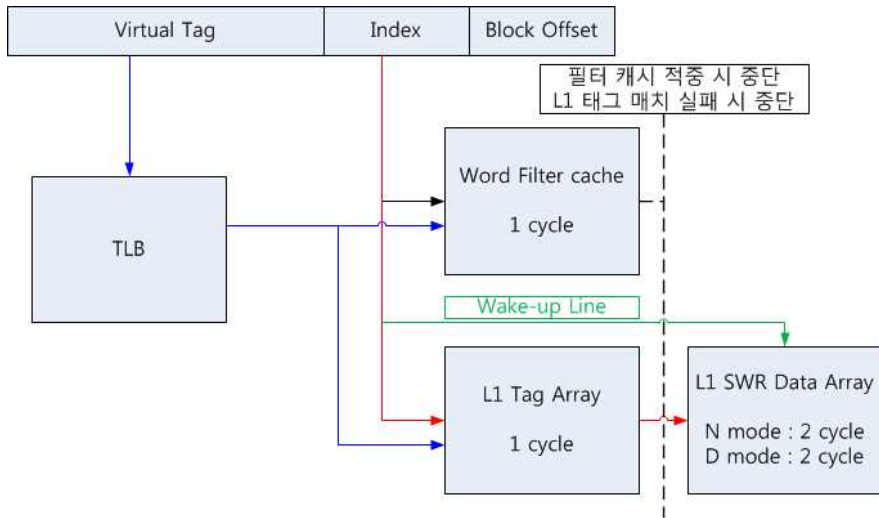 Virtual Tag
Index
Block Offset
필터 캐시 적중 시 중단
L1 태그 매치 실패 시 중단
Word Filter cache
1 cycle
TLB
Wake-up Line
L1 Tag Array
1 cycle
L1 SWR Data Array
N mode : 2 cycle
D mode : 2 cycle